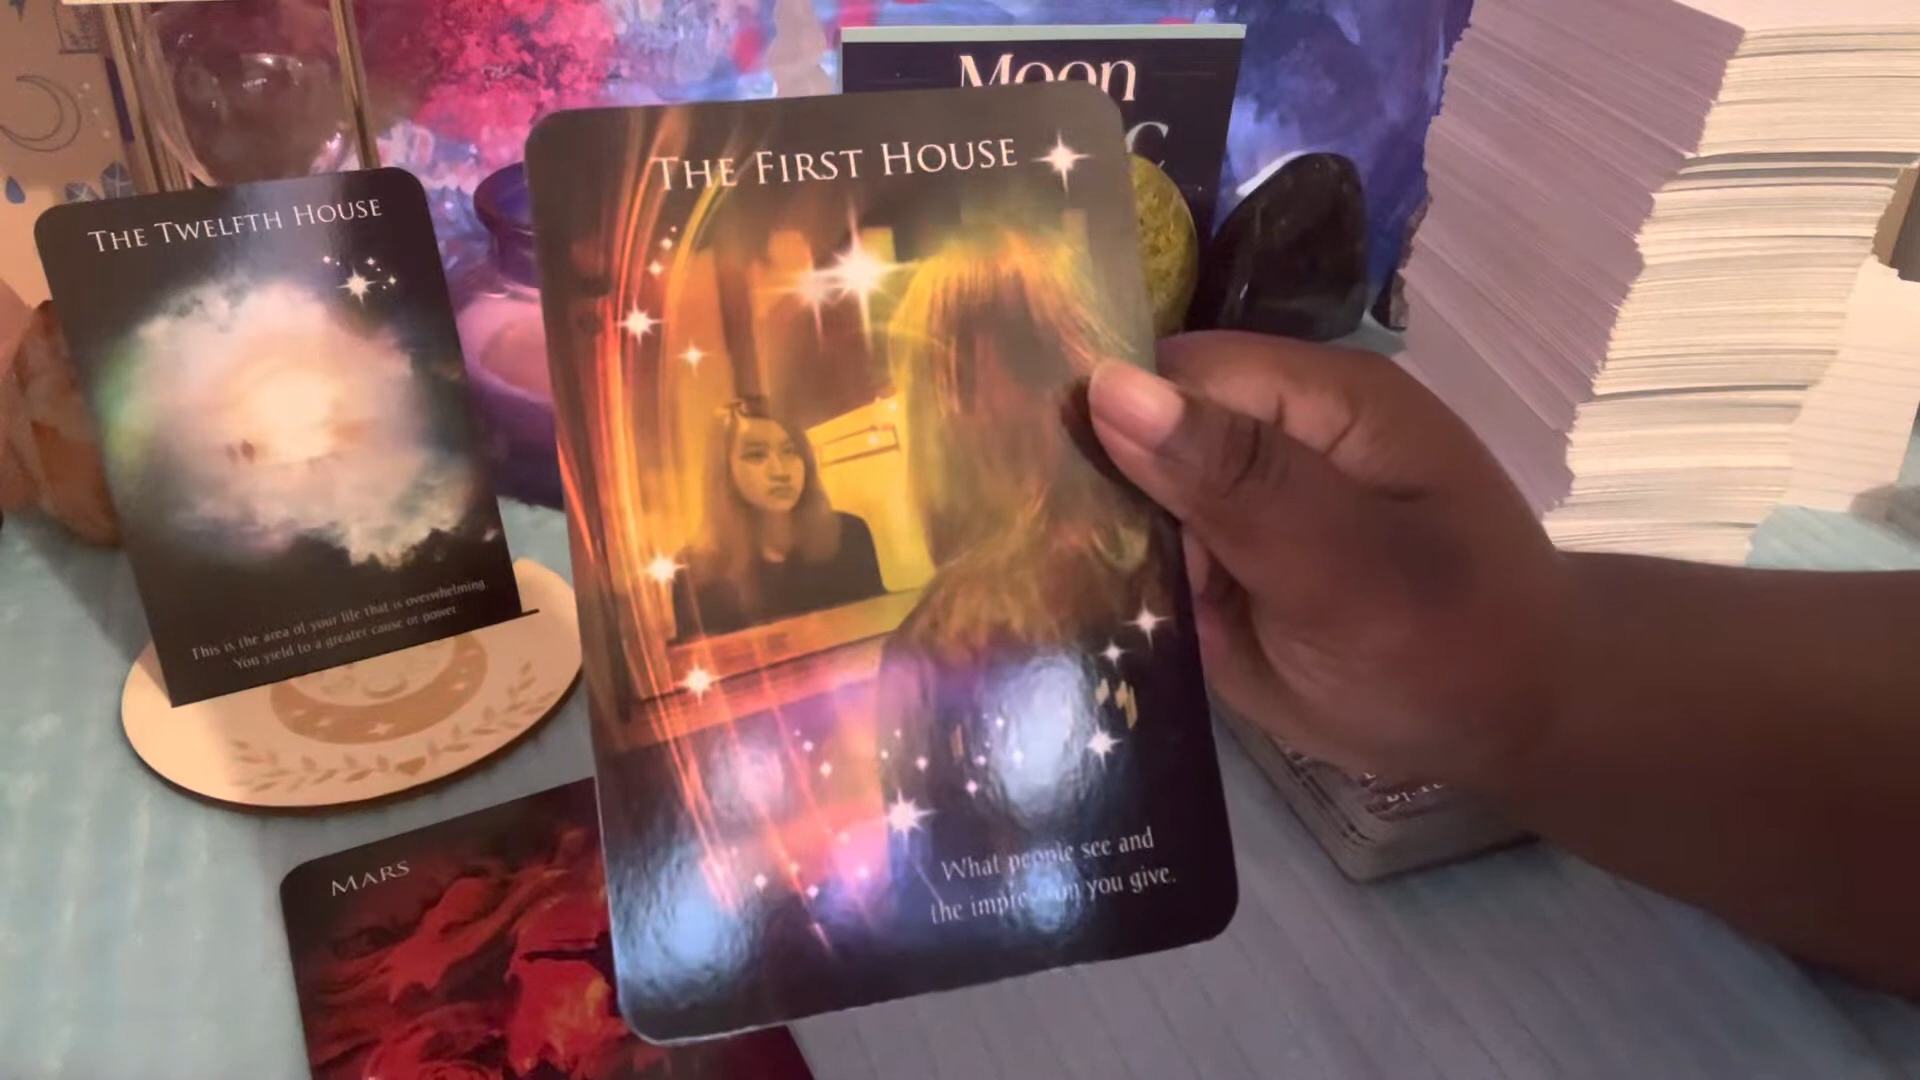 Moon
THE TWELFTH HOUSE
This is the area of your life that is overwhelming.
You yield to a greater cause or power.
THE FIRST HOUSE
What people see and
the you give.
MARS